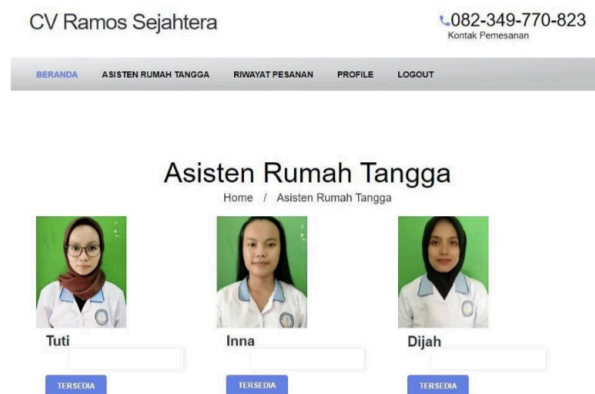 CV Ramos Sejahtera
082-349-770-823
Kontak Pemesanan
BERANDA ASISTEN RUMAH TANGGA RIWAYAT PESANAN PROFILE LOGOUT
Asisten Rumah Tangga
Home / Asisten Rumah Tangga
Tuti Inna Dijah
TERSEDIA TERSEDIA TERSEDIA